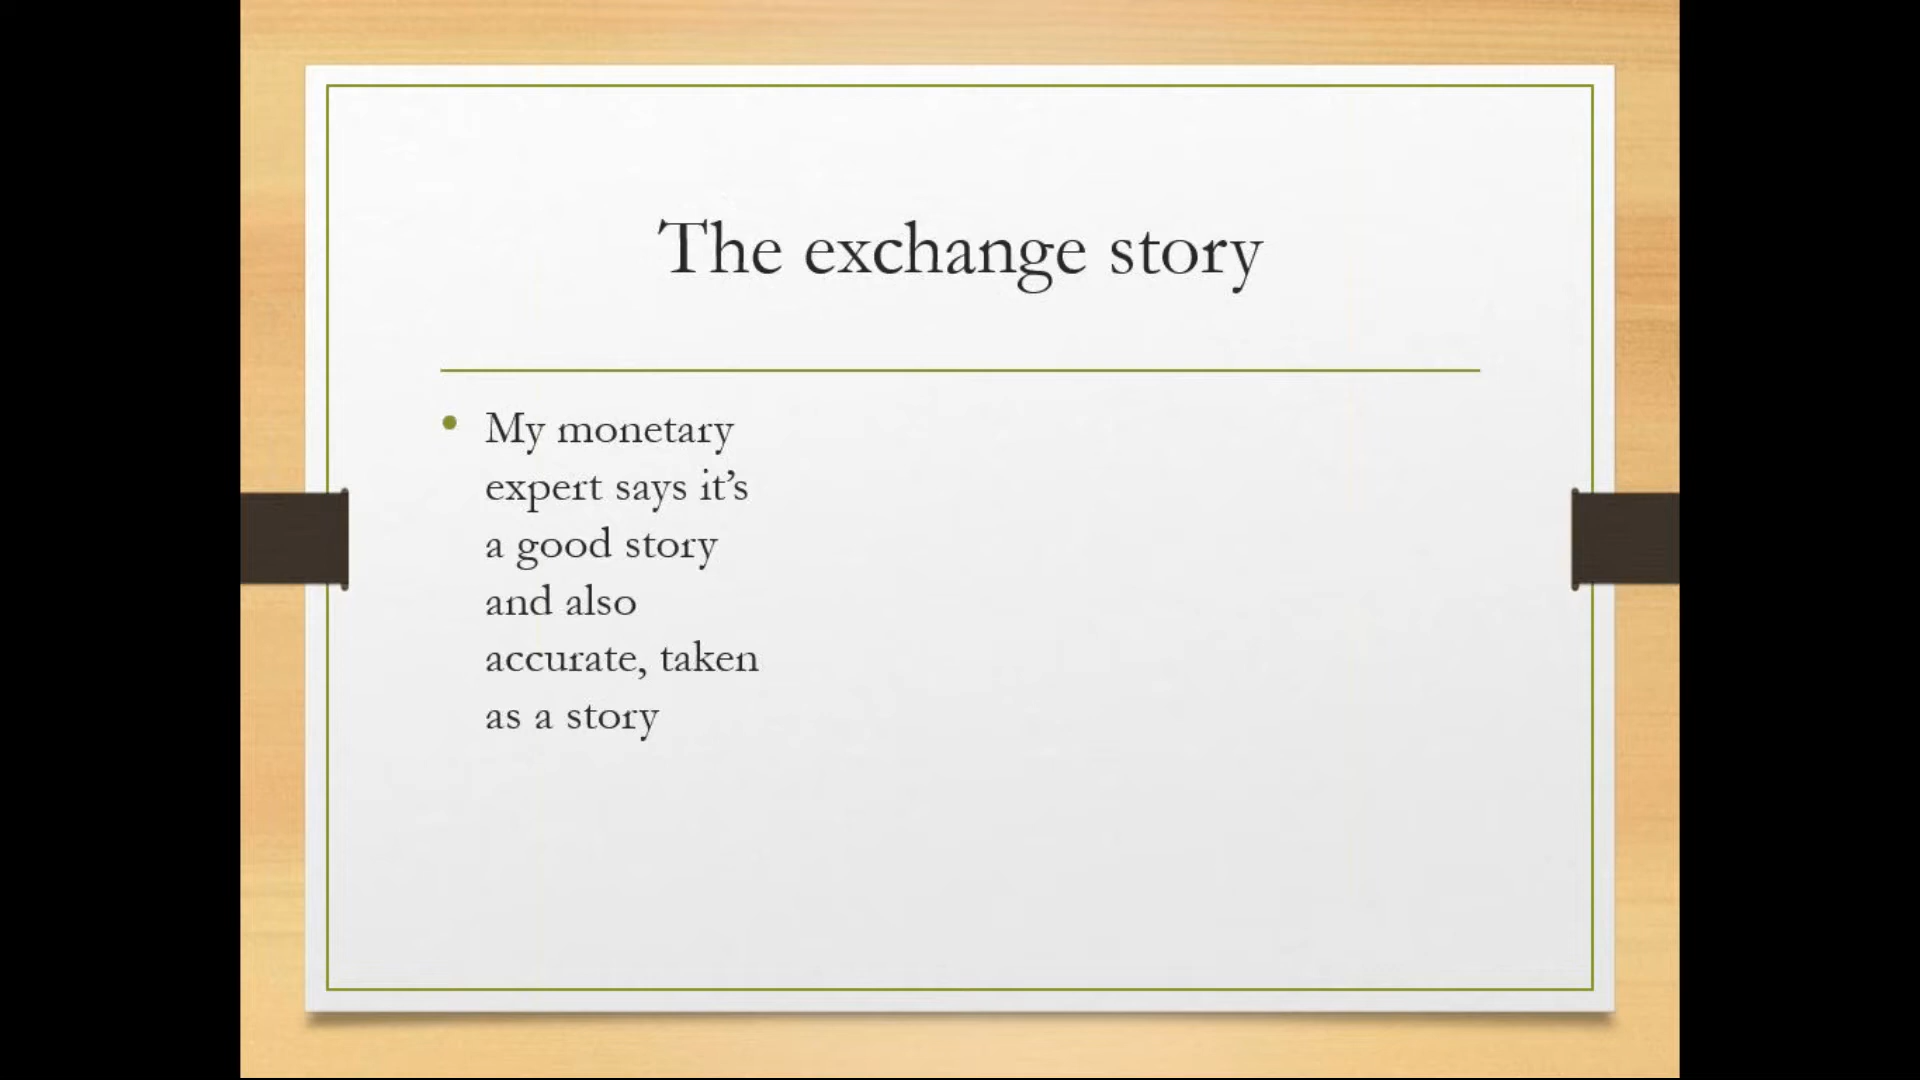 The exchange story
• My monetary
expert says it’s
a good story
and also
accurate, taken
as a story